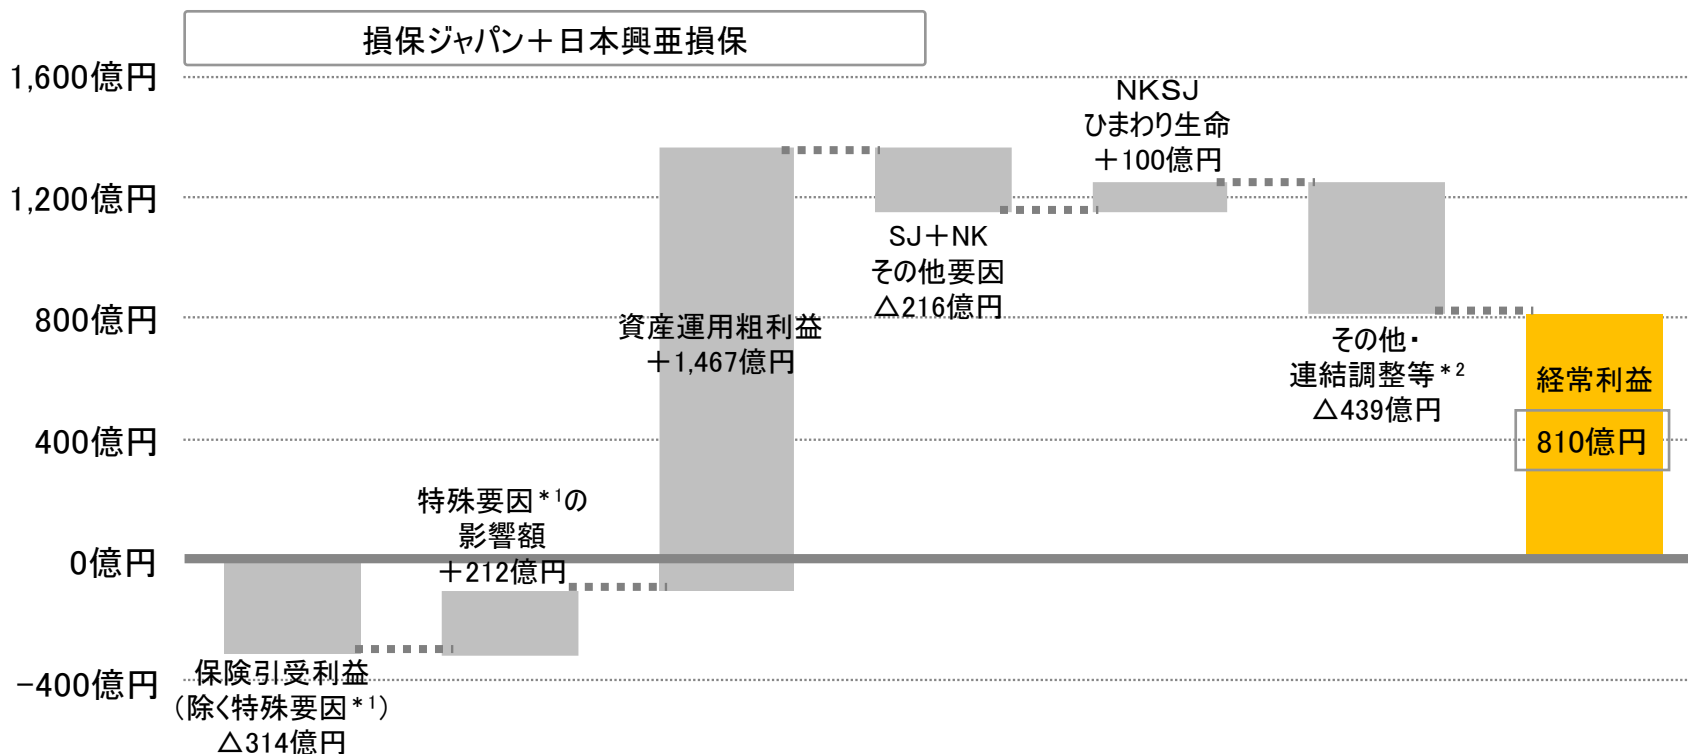 損保ジャパン＋日本興亜損保
1,600億円
1,200億円
800億円
400億円
0億円
-400億円
保険引受利益
（除く特殊要因*1）
△314億円
特殊要因*1の
影響額
＋212億円
資産運用粗利益
＋1,467億円
SJ＋NK
その他要因
△216億円
NKSJ
ひまわり生命
＋100億円
その他・
連結調整等*2
△439億円
経常利益
810億円